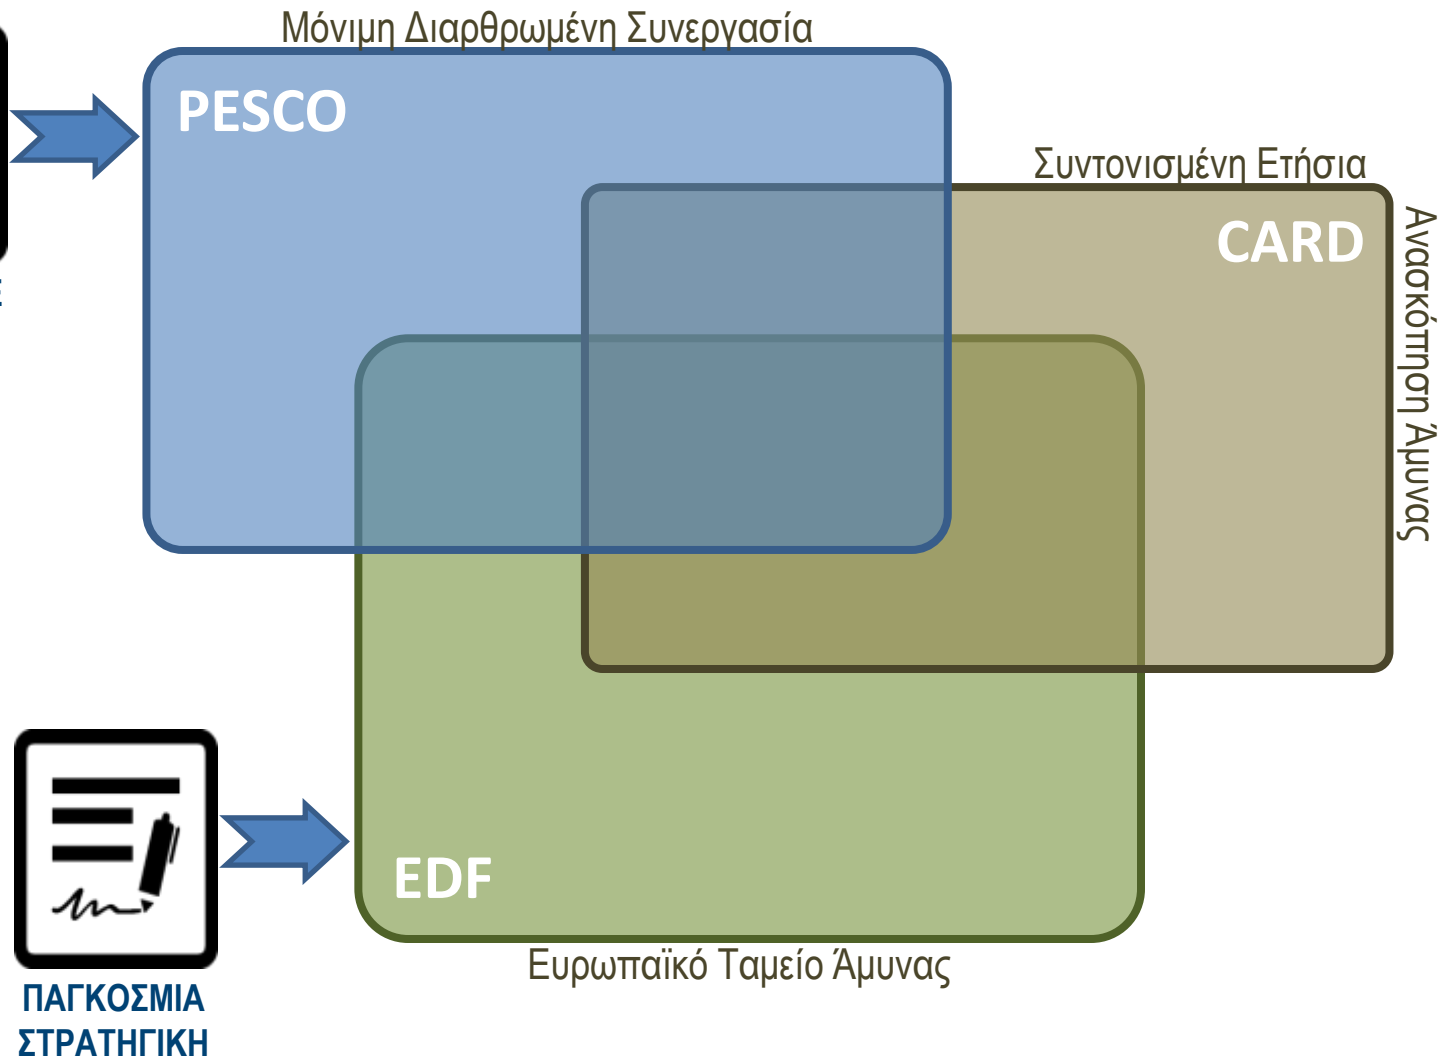 Μόνιμη Διαρθρωμένη Συνεργασία
PESCO
Συντονισμένη Ετήσια
CARD
Ανασκόπηση Άμυνας
EDF
Ευρωπαϊκό Ταμείο Άμυνας
ΠΑΓΚΟΣΜΙΑ
ΣΤΡΑΤΗΓΙΚΗ